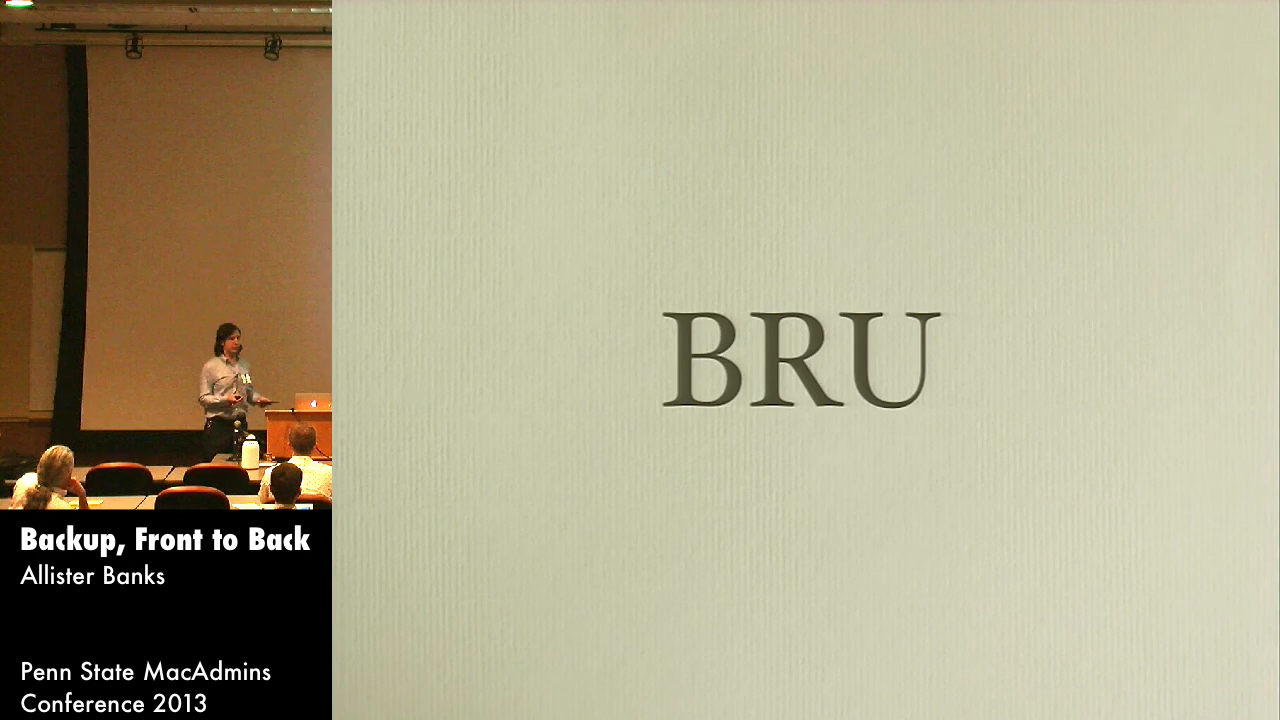 BRU
Backup, Front to Back
Allister Banks
Penn State MacAdmins
Conference 2013